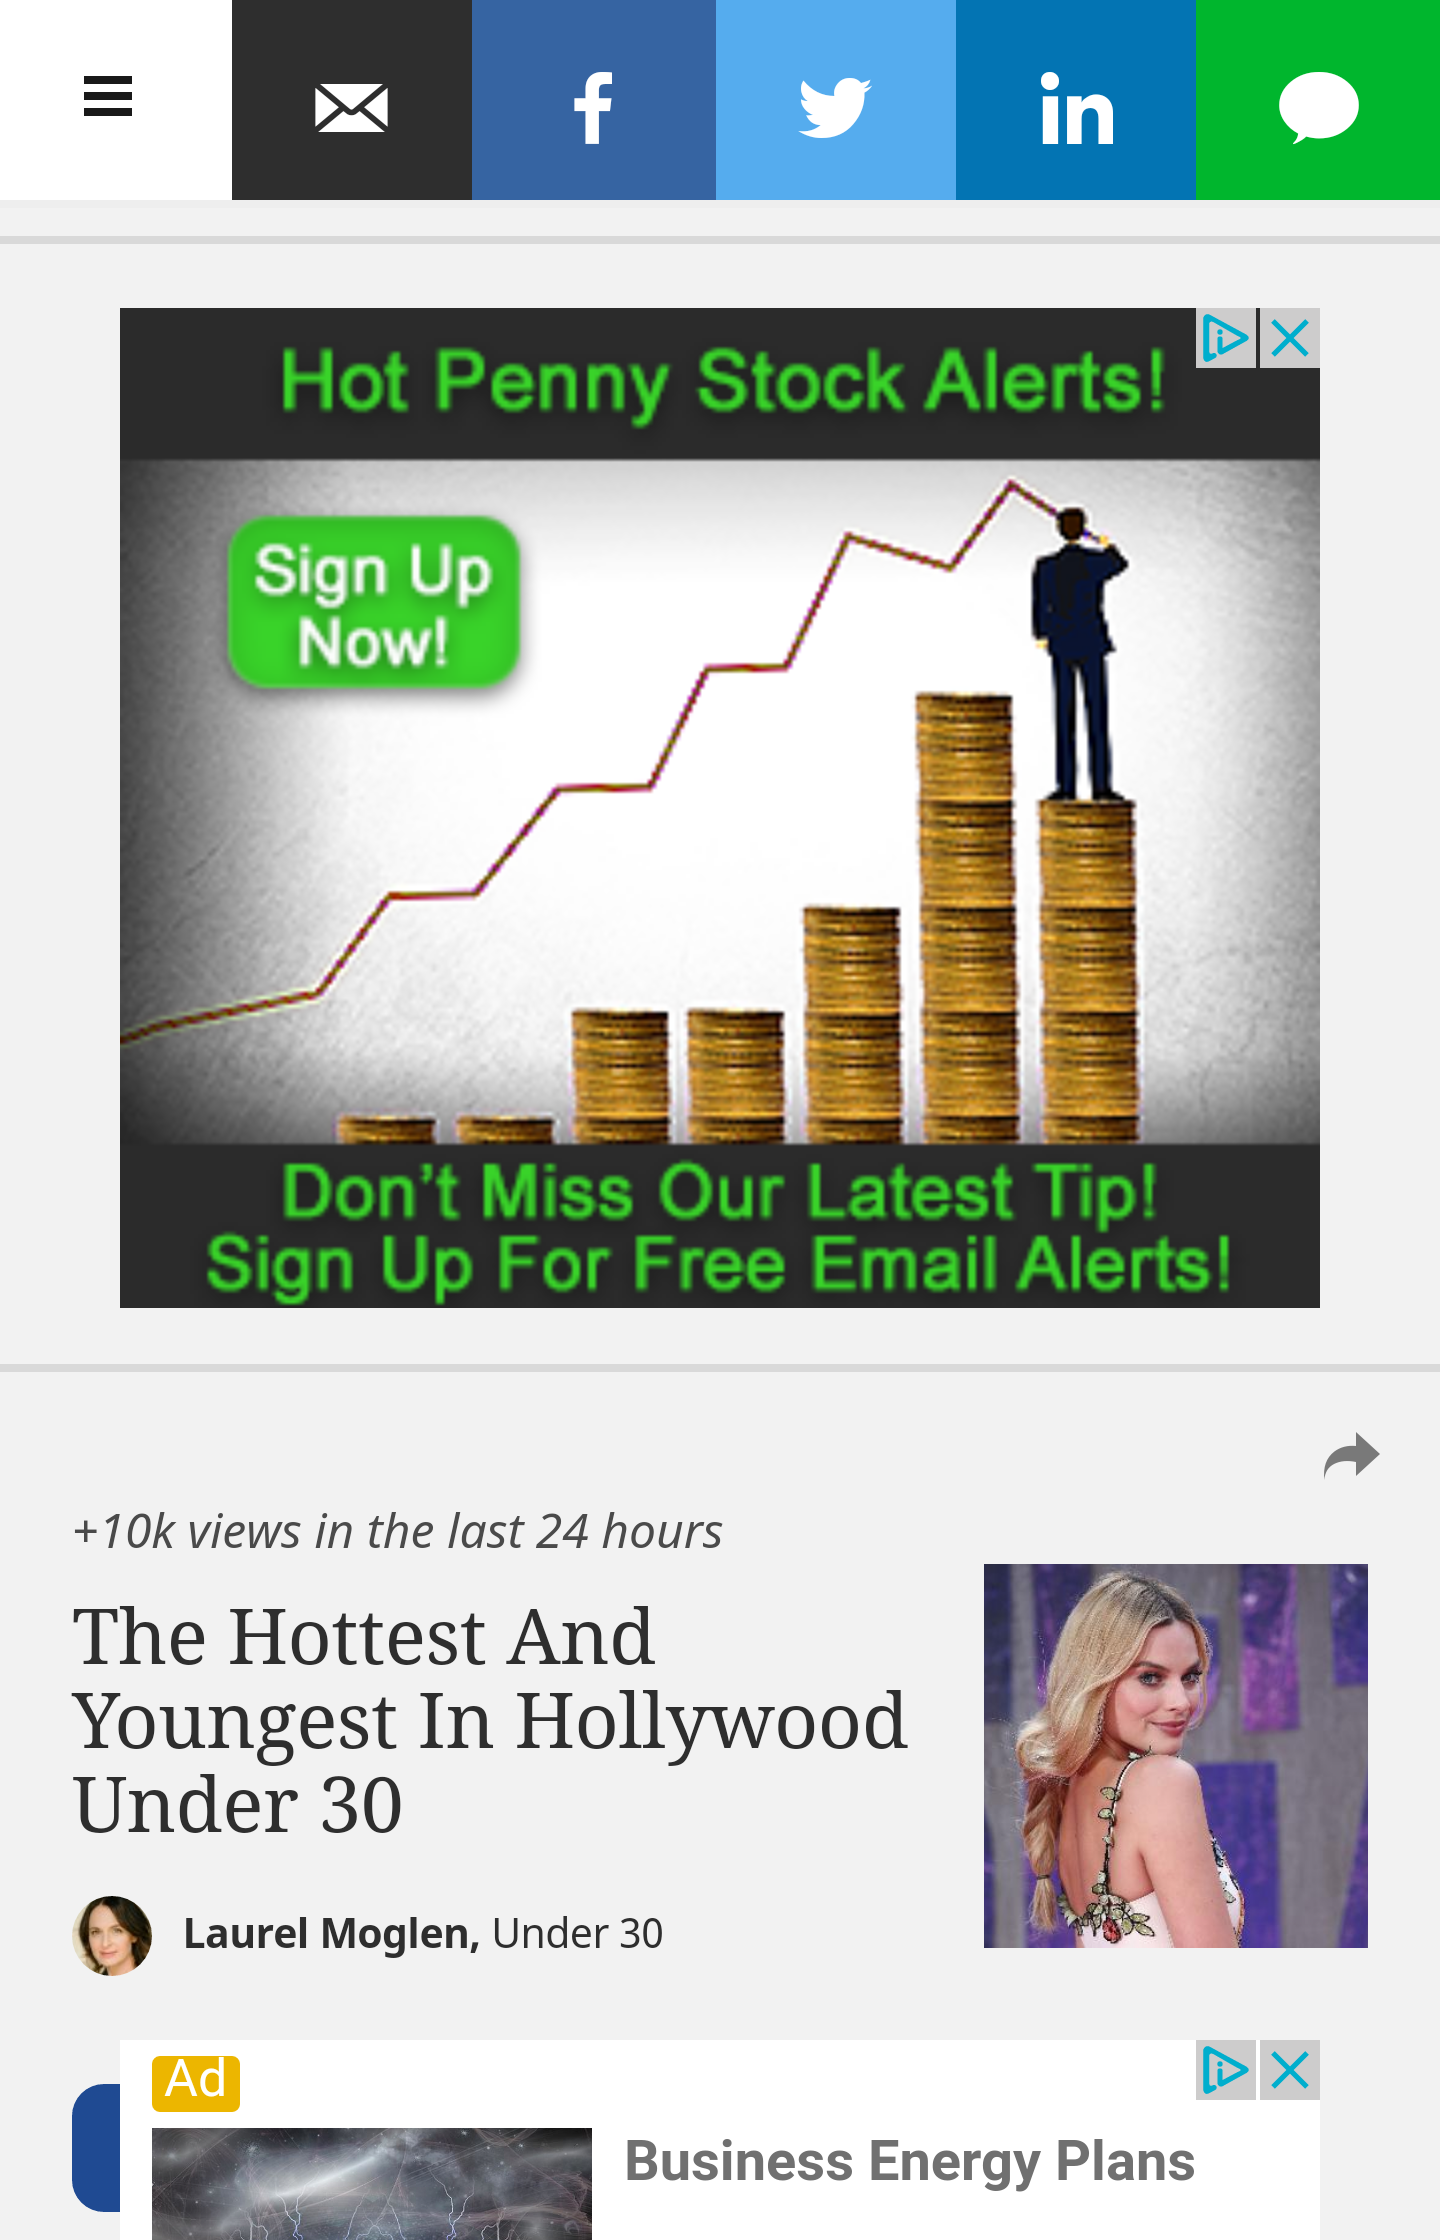 Hot Penny Stock Alerts!
Sign Up
Now!
Don't Miss Our Latest Tip!
Sign Up For Free Email Alerts!
+10k views in the last 24 hours
The Hottest And
Youngest In Hollywood
Under 30
Laurel Moglen, Under 30
Ad
Business Energy Plans